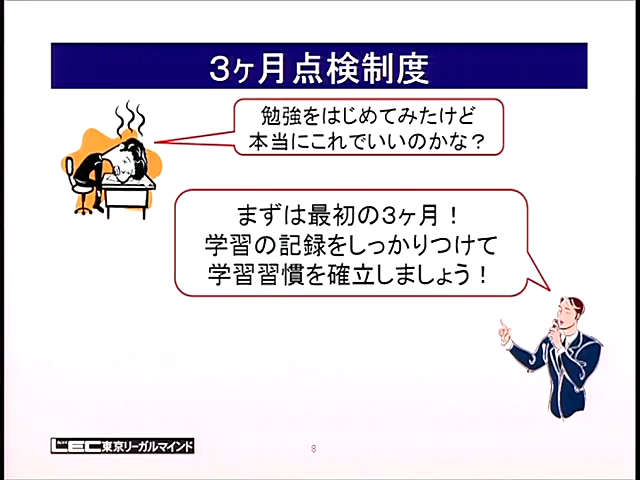 3ヶ月点検制度
勉強をはじめてみたけど
本当にこれでいいのかな?
まずは最初の3ヶ月!
学習の記録をしっかりつけて
学習習慣を確立しましょう!
LEC東京リーガルマインド
8